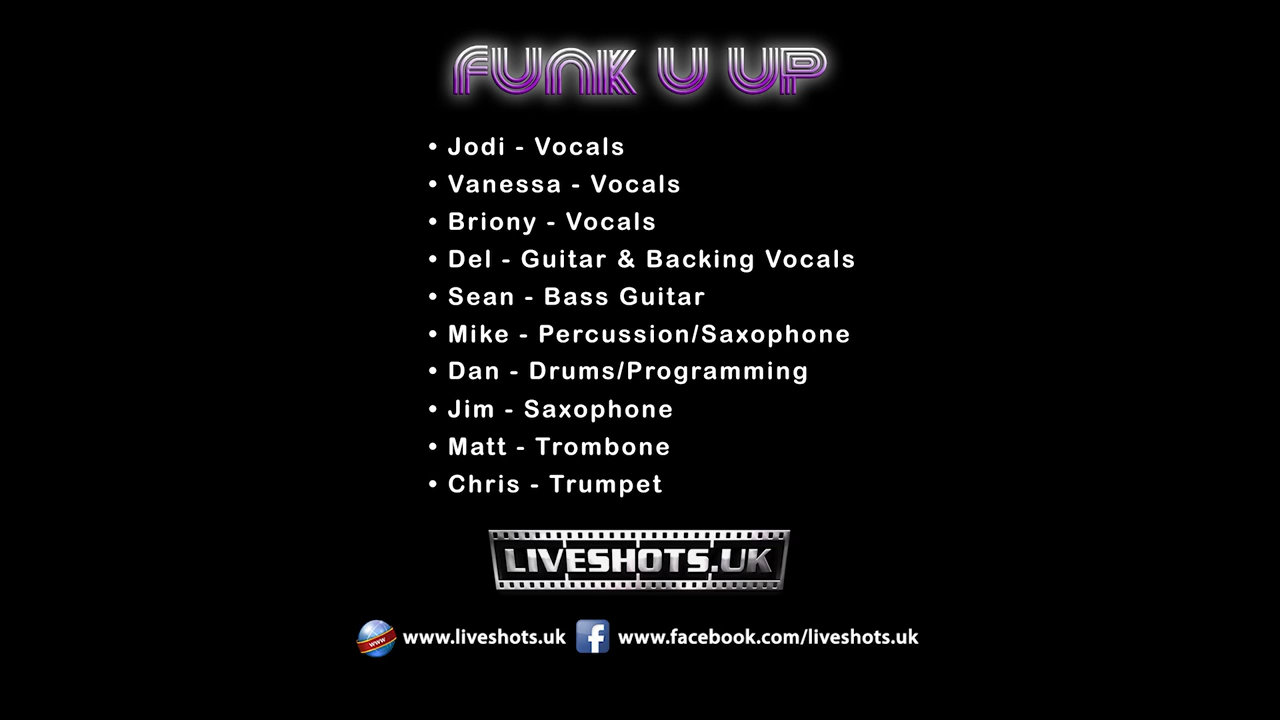 FUNK U UP
• Jodi - Vocals
• Vanessa - Vocals
• Briony - Vocals
• Del - Guitar & Backing Vocals
• Sean - Bass Guitar
• Mike - Percussion/Saxophone
• Dan - Drums/Programming
• Jim - Saxophone
• Matt - Trombone
• Chris - Trumpet
LIVESHOTS.UK
www www.liveshots.uk f www.facebook.com/liveshots.uk